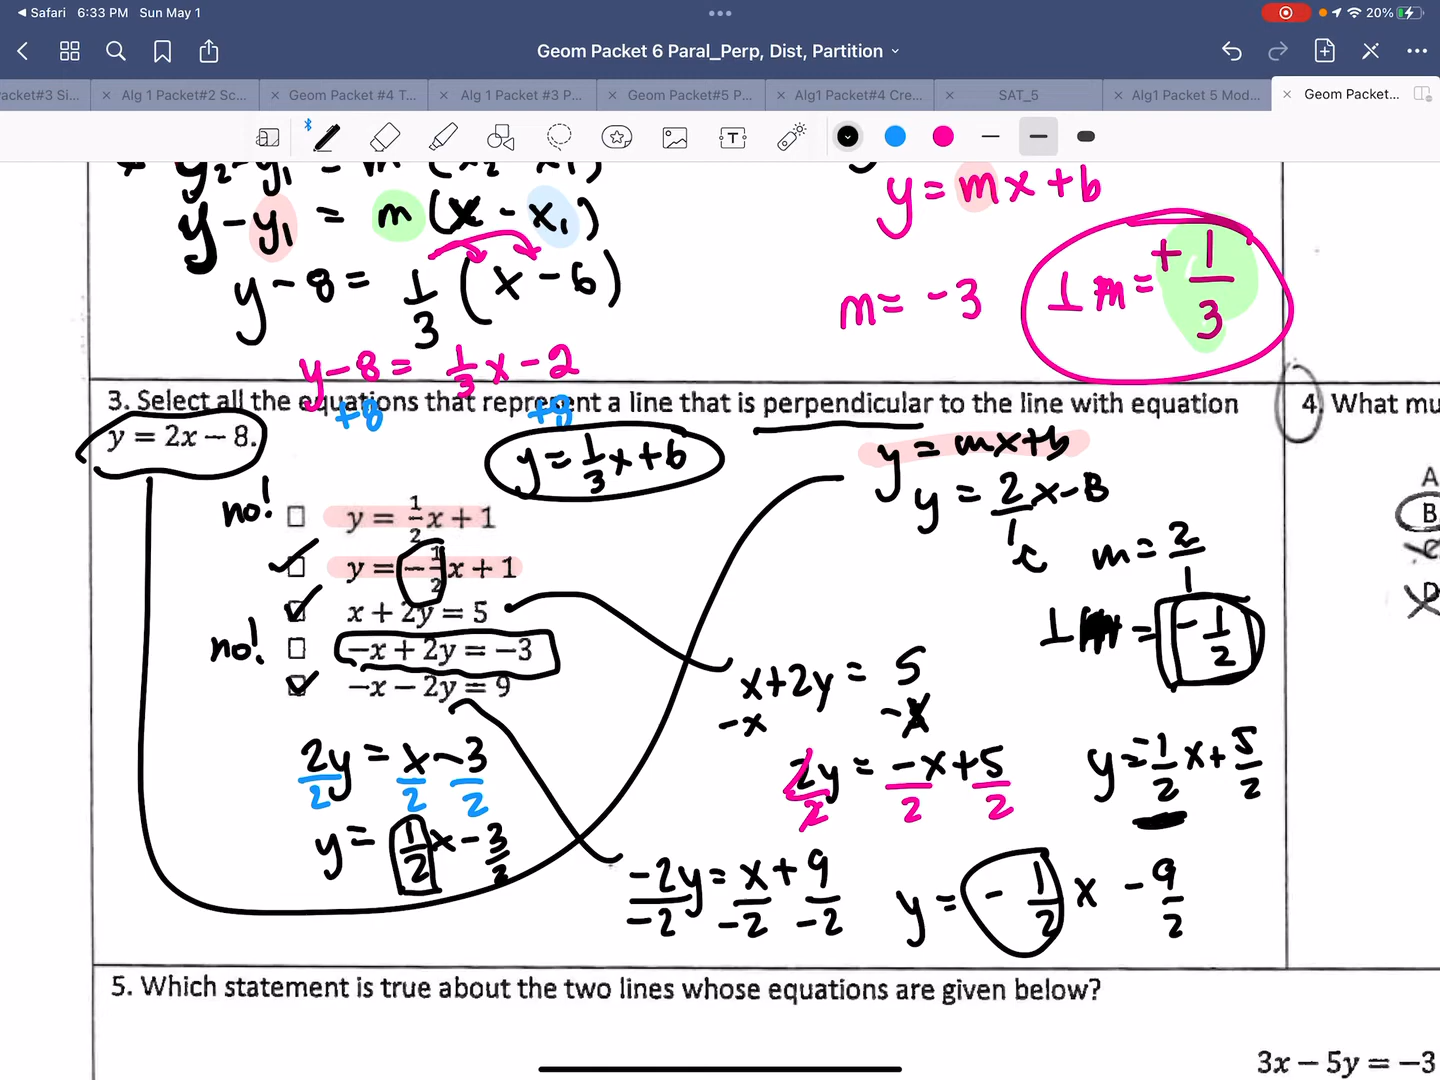 Safari 6:33 PM Sun May 1
20%
Geom Packet 6 Paral_Perp, Dist, Partition
acket#3 Si...
Alg 1 Packet#2 Sc...
Geom Packet #4 T...
Alg 1 Packet #3 P...
Geom Packet#5 P...
Alg1 Packet#4 Cre...
SAT_5
Alg1 Packet 5 Mod...
Geom Packet...
y₂ - y₁ = m (x₂ - x₁)
y - y₁ = m (x - x₁)
y - 8 = 1/3 (x - 6)
y - 8 = 1/3 x - 2
+8 +8
y = 1/3 x + 6
y = mx + b
m = -3
⊥ m = + 1/3
3. Select all the equations that represent a line that is perpendicular to the line with equation
y = 2x − 8.
no! y = 1/2 x + 1
y = − 1/2 x + 1
x + 2y = 5
no! −x + 2y = −3
−x − 2y = 9
y = mx + b
y = 2/1 x - 8
m = 2/1
⊥ = - 1/2
x + 2y = 5
-x -x
2y/2 = -x/2 + 5/2
y = -1/2 x + 5/2
2y/2 = x/2 - 3/2
y = 1/2 x - 3/2
-2y/-2 = x/-2 + 9/-2
y = - 1/2 x - 9/2
4. What mu
A
B
5. Which statement is true about the two lines whose equations are given below?
3x − 5y = −3